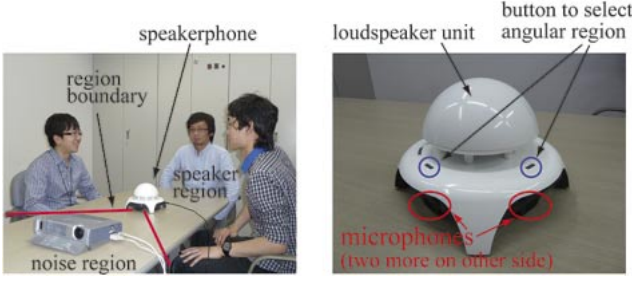 speakerphone
region
boundary
speaker
region
noise region
button to select
angular region
loudspeaker unit
microphones
(two more on other side)